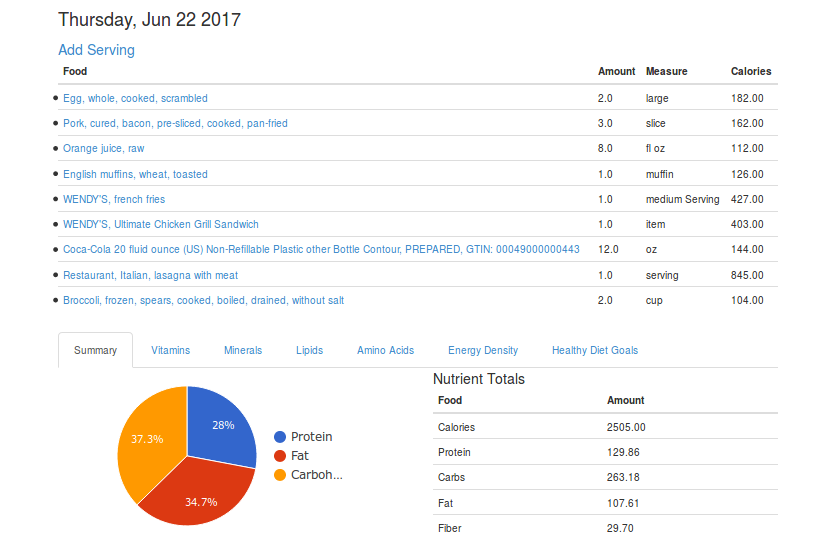 Thursday, Jun 22 2017
Add Serving
Food Amount Measure Calories
Egg, whole, cooked, scrambled 2.0 large 182.00
Pork, cured, bacon, pre-sliced, cooked, pan-fried 3.0 slice 162.00
Orange juice, raw 8.0 fl oz 112.00
English muffins, wheat, toasted 1.0 muffin 126.00
WENDY'S, french fries 1.0 medium Serving 427.00
WENDY'S, Ultimate Chicken Grill Sandwich 1.0 item 403.00
Coca-Cola 20 fluid ounce (US) Non-Refillable Plastic other Bottle Contour, PREPARED, GTIN: 00049000000443 12.0 oz 144.00
Restaurant, Italian, lasagna with meat 1.0 serving 845.00
Broccoli, frozen, spears, cooked, boiled, drained, without salt 2.0 cup 104.00
Summary Vitamins Minerals Lipids Amino Acids Energy Density Healthy Diet Goals
28%
34.7%
37.3%
Protein
Fat
Carboh...
Nutrient Totals
Food Amount
Calories 2505.00
Protein 129.86
Carbs 263.18
Fat 107.61
Fiber 29.70